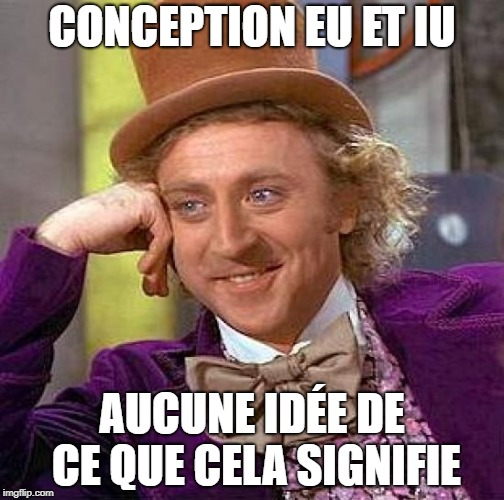 CONCEPTION EU ET IU
AUCUNE IDÉE DE
CE QUE CELA SIGNIFIE
imgflip.com